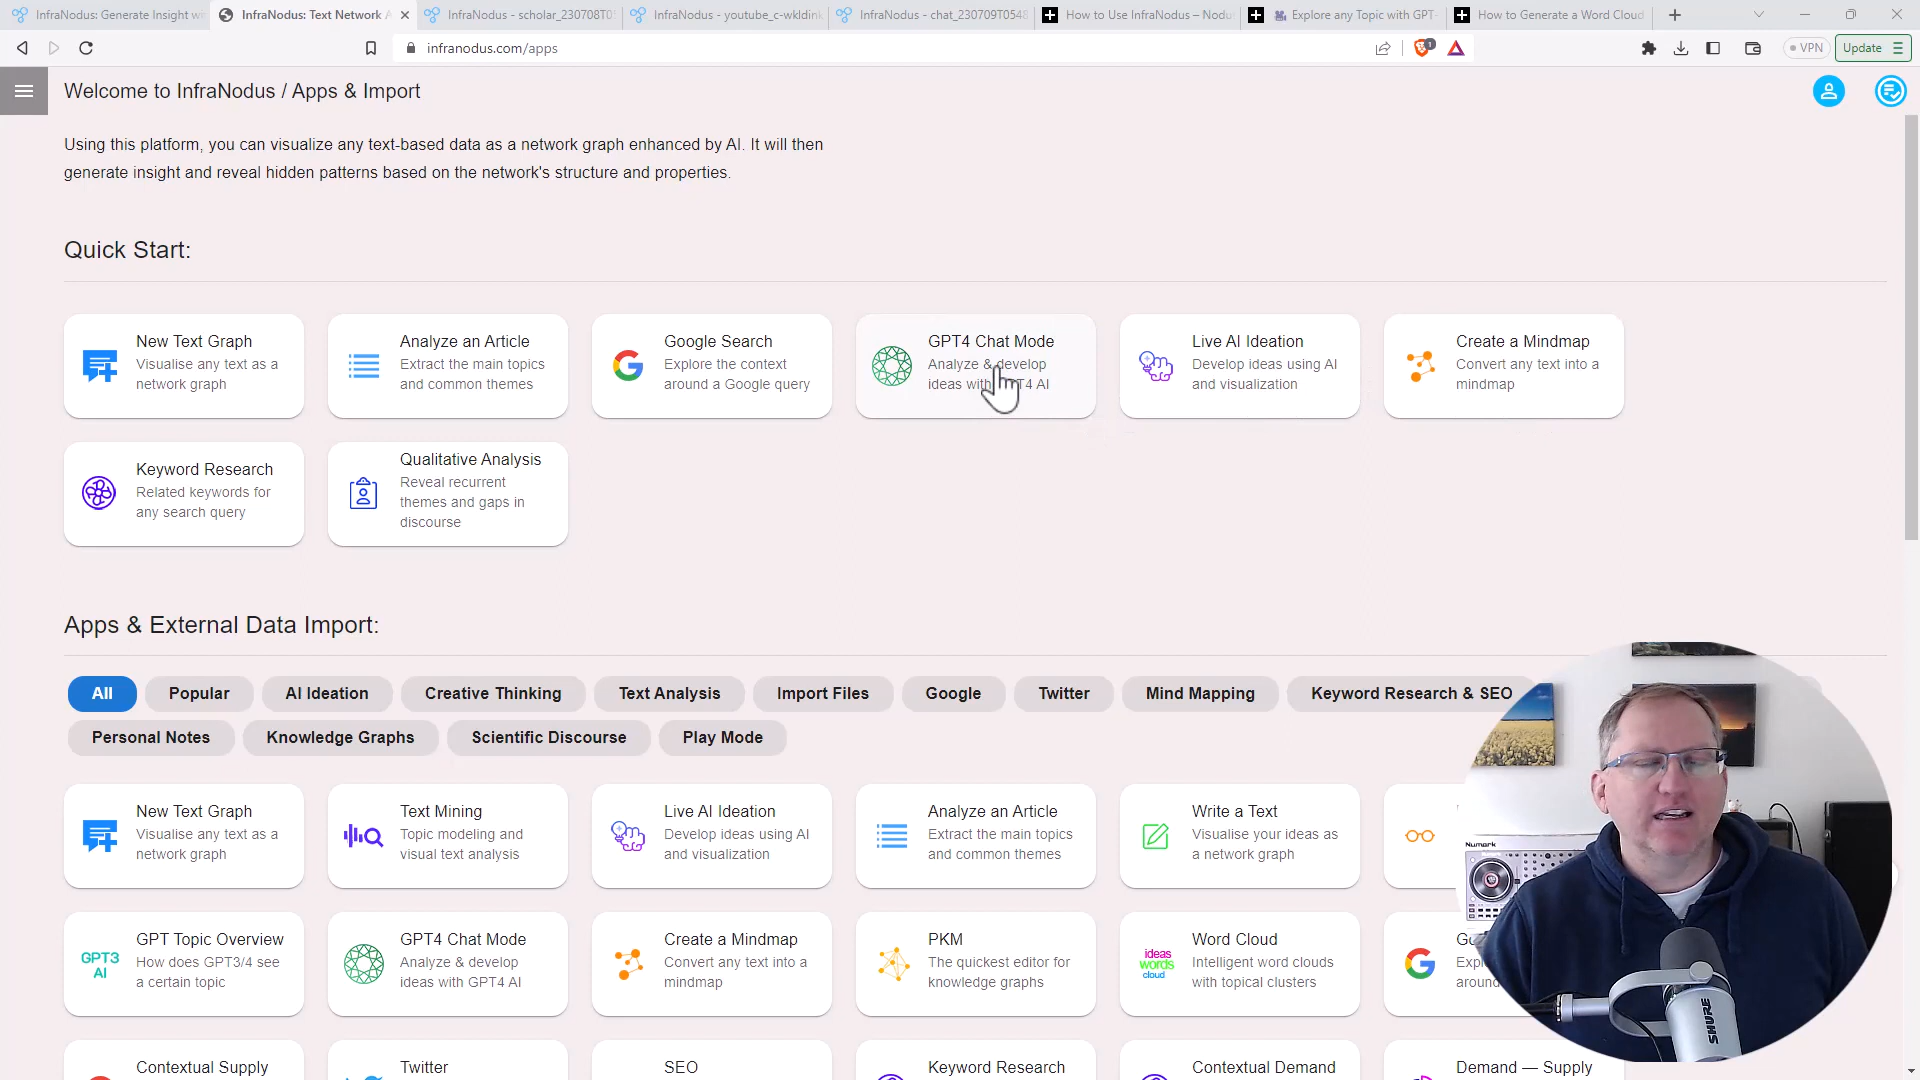 InfraNodus: Generate Insight w
InfraNodus: Text Network A
InfraNodus - scholar_230708T0
InfraNodus - youtube_c-wkldink
InfraNodus - chat_230709T0548
How to Use InfraNodus – Nodu
Explore any Topic with GPT-
How to Generate a Word Cloud
infranodus.com/apps
1
VPN
Update
Welcome to InfraNodus / Apps & Import
Using this platform, you can visualize any text-based data as a network graph enhanced by AI. It will then
generate insight and reveal hidden patterns based on the network's structure and properties.
Quick Start:
New Text Graph
Visualise any text as a
network graph
Analyze an Article
Extract the main topics
and common themes
Google Search
Explore the context
around a Google query
GPT4 Chat Mode
Analyze & develop
ideas with GPT4 AI
Live AI Ideation
Develop ideas using AI
and visualization
Create a Mindmap
Convert any text into a
mindmap
Keyword Research
Related keywords for
any search query
Qualitative Analysis
Reveal recurrent
themes and gaps in
discourse
Apps & External Data Import:
All
Popular
AI Ideation
Creative Thinking
Text Analysis
Import Files
Google
Twitter
Mind Mapping
Keyword Research & SEO
Personal Notes
Knowledge Graphs
Scientific Discourse
Play Mode
New Text Graph
Visualise any text as a
network graph
Text Mining
Topic modeling and
visual text analysis
Live AI Ideation
Develop ideas using AI
and visualization
Analyze an Article
Extract the main topics
and common themes
Write a Text
Visualise your ideas as
a network graph
GPT3
AI
GPT Topic Overview
How does GPT3/4 see
a certain topic
GPT4 Chat Mode
Analyze & develop
ideas with GPT4 AI
Create a Mindmap
Convert any text into a
mindmap
PKM
The quickest editor for
knowledge graphs
ideas
words
cloud
Word Cloud
Intelligent word clouds
with topical clusters
Go
Expl
aroun
Contextual Supply
Twitter
SEO
Keyword Research
Contextual Demand
Demand — Supply
Numark
SHURE